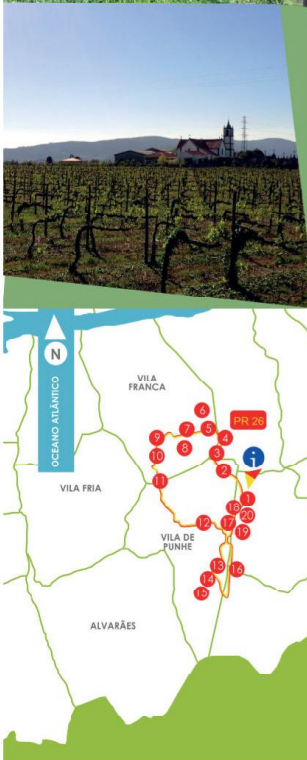 N
OCEANO ATLÂNTICO
VILA
FRANCA
PR 26
i
6
7
5
9
4
8
10
3
2
11
VILA FRIA
1
18
20
12
17
19
VILA DE
PUNHE
13
16
14
15
ALVARÃES